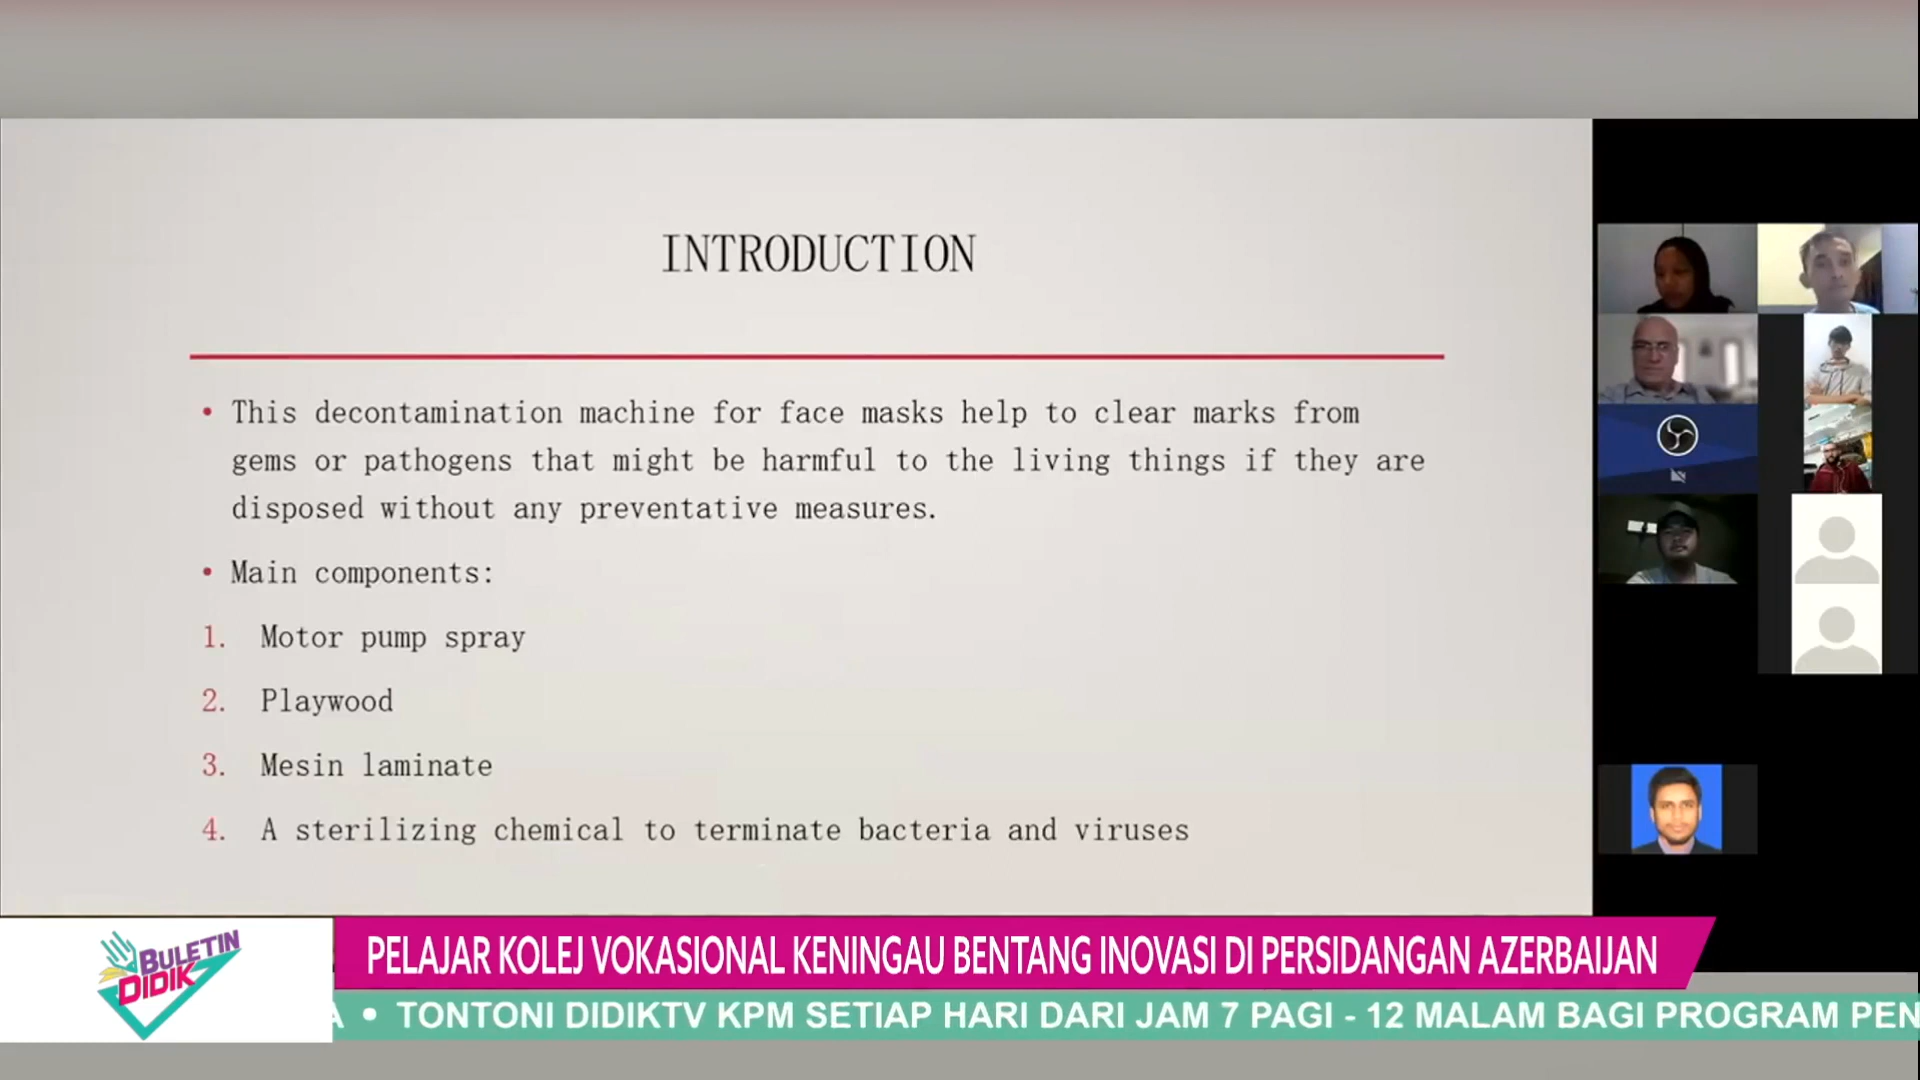 INTRODUCTION
• This decontamination machine for face masks help to clear marks from
gems or pathogens that might be harmful to the living things if they are
disposed without any preventative measures.
• Main components:
1. Motor pump spray
2. Playwood
3. Mesin laminate
4. A sterilizing chemical to terminate bacteria and viruses
BULETIN
DIDIK
PELAJAR KOLEJ VOKASIONAL KENINGAU BENTANG INOVASI DI PERSIDANGAN AZERBAIJAN
A • TONTONI DIDIKTV KPM SETIAP HARI DARI JAM 7 PAGI - 12 MALAM BAGI PROGRAM PEN